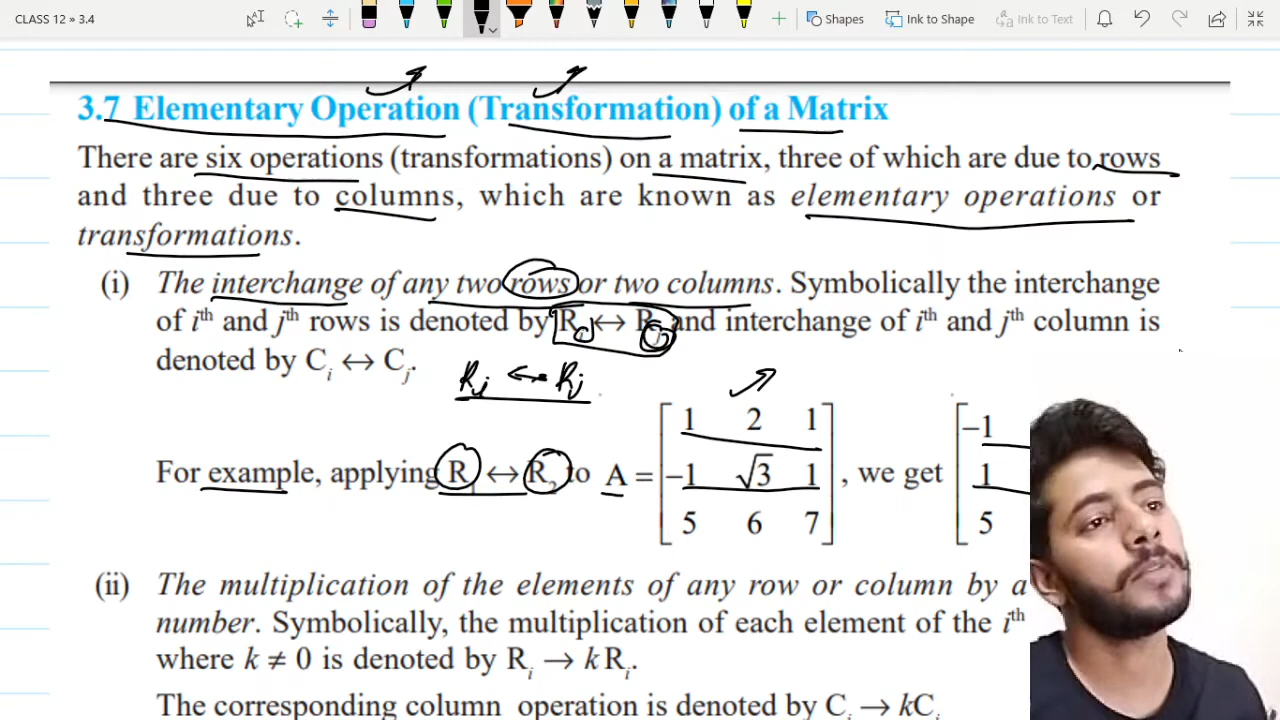 CLASS 12 » 3.4
Shapes
Ink to Shape
Ink to Text
3.7 Elementary Operation (Transformation) of a Matrix
There are six operations (transformations) on a matrix, three of which are due to rows
and three due to columns, which are known as elementary operations or
transformations.
(i) The interchange of any two rows or two columns. Symbolically the interchange
of iᵗʰ and jᵗʰ rows is denoted by Rᵢ ↔ Rⱼ and interchange of iᵗʰ and jᵗʰ column is
denoted by Cᵢ ↔ Cⱼ.
Rᵢ ↔ Rⱼ
1 2 1 -1
For example, applying R₁ ↔ R₂ to A = –1 √3 1 , we get 1
5 6 7 5
(ii) The multiplication of the elements of any row or column by a
number. Symbolically, the multiplication of each element of the iᵗʰ
where k ≠ 0 is denoted by Rᵢ → kRᵢ.
The corresponding column operation is denoted by Cᵢ → kCᵢ